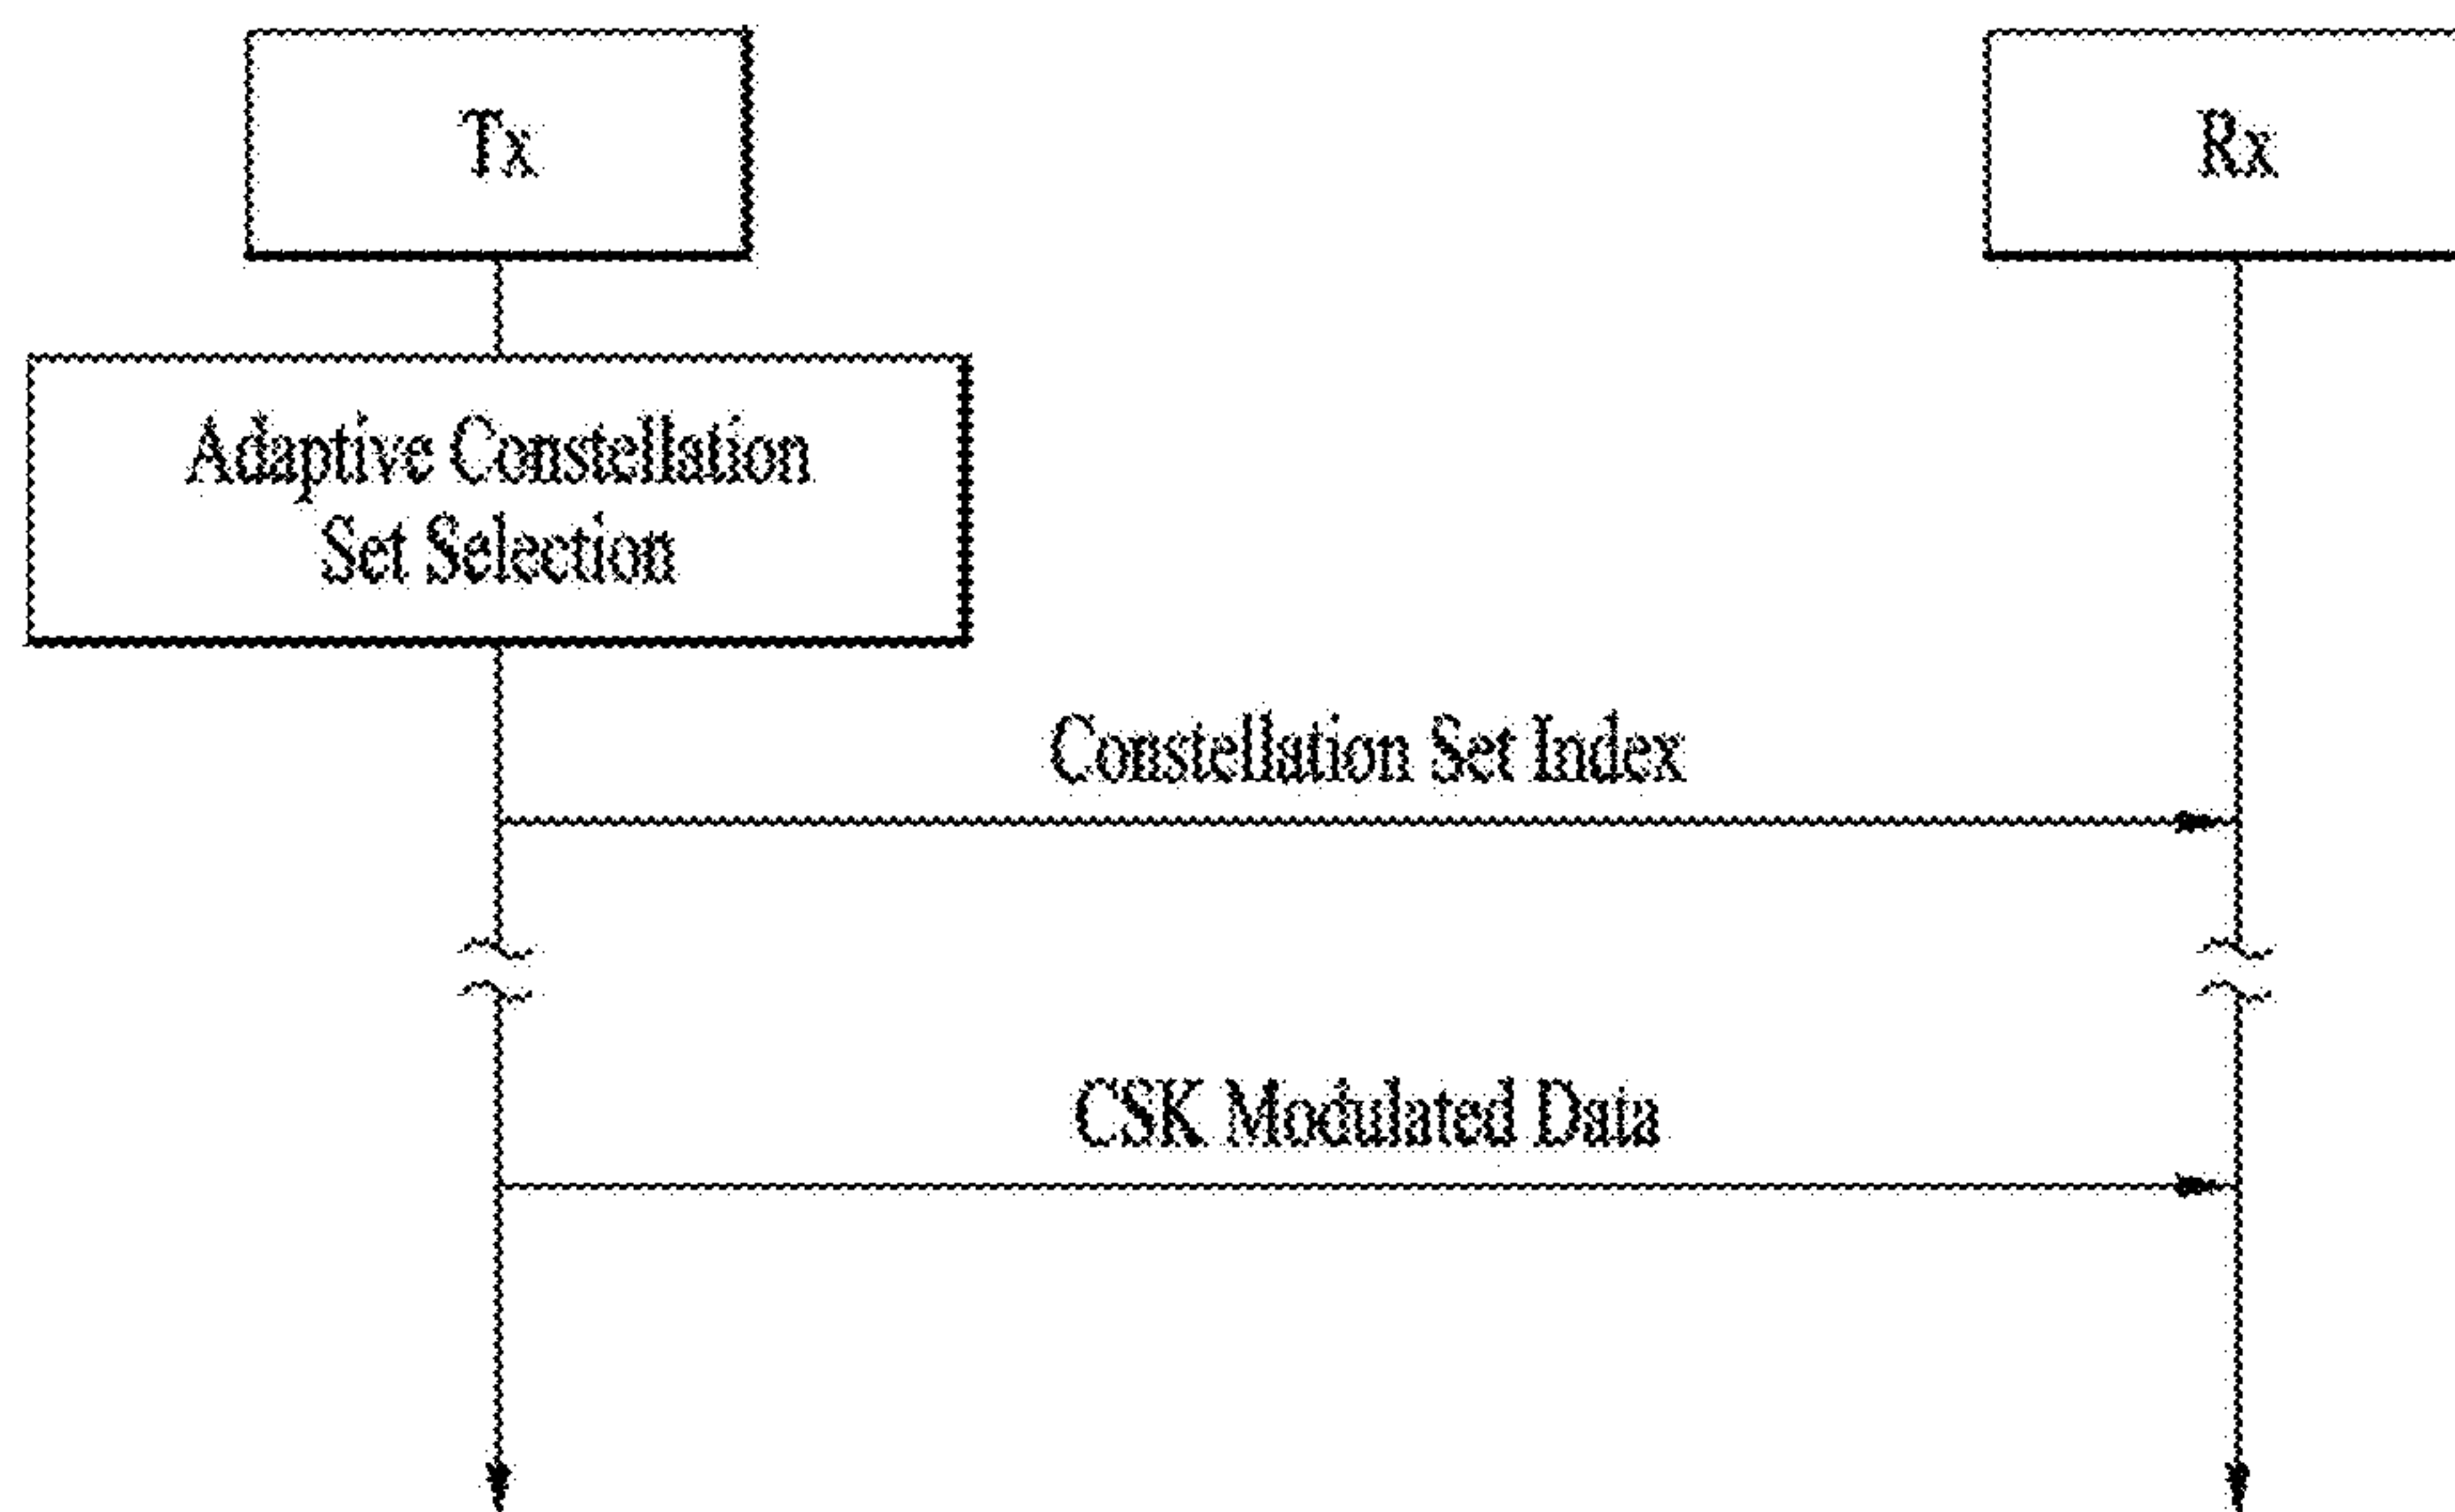 Tx
Rx
Adaptive Constellation
Set Selection
Constellation Set Index
CSK Modulated Data